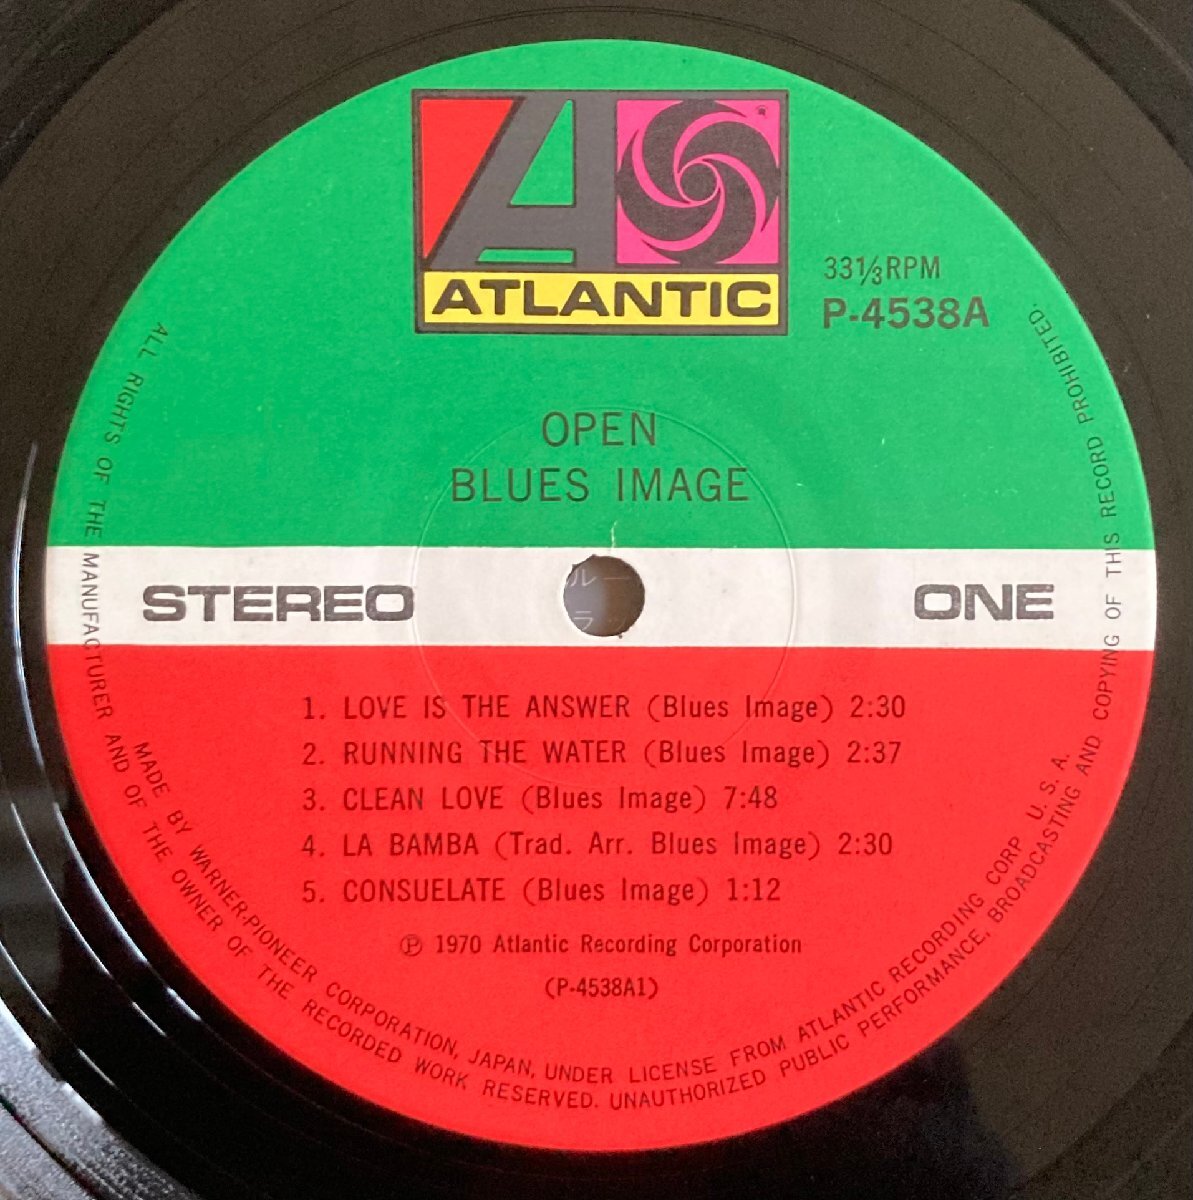 ATLANTIC
®
33⅓RPM
P-4538A
OPEN
BLUES IMAGE
STEREO
ONE
ルー
ラ
1. LOVE IS THE ANSWER (Blues Image) 2:30
2. RUNNING THE WATER (Blues Image) 2:37
3. CLEAN LOVE (Blues Image) 7:48
4. LA BAMBA (Trad. Arr. Blues Image) 2:30
5. CONSUELATE (Blues Image) 1:12
℗ 1970 Atlantic Recording Corporation
(P-4538A1)
MADE BY WARNER-PIONEER CORPORATION, JAPAN, UNDER LICENSE FROM ATLANTIC RECORDING CORP U. S. A.
ALL RIGHTS OF THE MANUFACTURER AND OF THE OWNER OF THE RECORDED WORK RESERVED. UNAUTHORIZED PUBLIC PERFORMANCE, BROADCASTING AND COPYING OF THIS RECORD PROHIBITED.